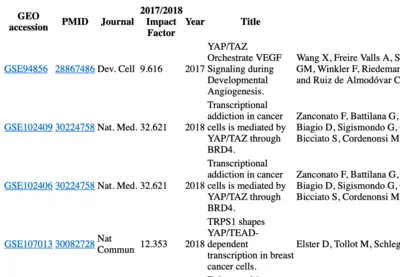 GEO accession PMID Journal 2017/2018 Impact Factor Year Title
GSE94856 28867486 Dev. Cell 9.616 2017 YAP/TAZ Orchestrate VEGF Signaling during Developmental Angiogenesis. Wang X, Freire Valls A, S GM, Winkler F, Riedeman and Ruiz de Almodóvar C
GSE102409 30224758 Nat. Med. 32.621 2018 Transcriptional addiction in cancer cells is mediated by YAP/TAZ through BRD4. Zanconato F, Battilana G, Biagio D, Sigismondo G, Bicciato S, Cordenonsi M
GSE102406 30224758 Nat. Med. 32.621 2018 Transcriptional addiction in cancer cells is mediated by YAP/TAZ through BRD4. Zanconato F, Battilana G, Biagio D, Sigismondo G, Bicciato S, Cordenonsi M
GSE107013 30082728 Nat Commun 12.353 2018 TRPS1 shapes YAP/TEAD-dependent transcription in breast cancer cells. Elster D, Tollot M, Schleg